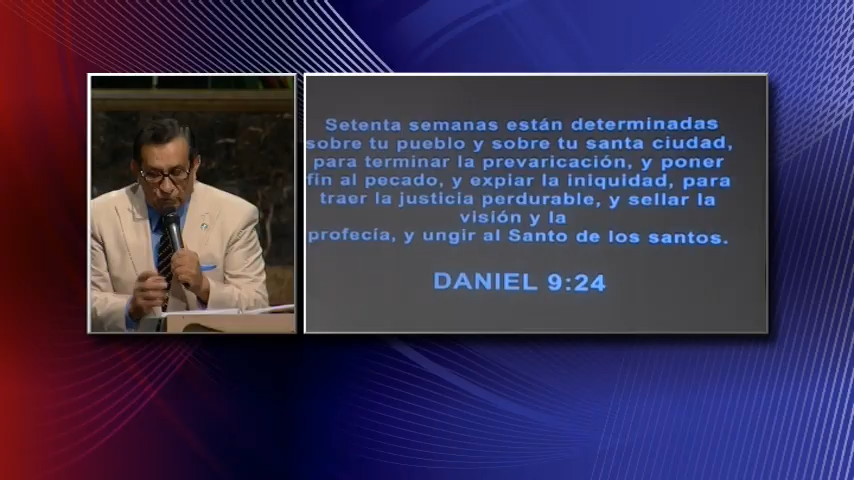 Setenta semanas están determinadas
sobre tu pueblo y sobre tu santa ciudad,
para terminar la prevaricación, y poner
fin al pecado, y expiar la iniquidad, para
traer la justicia perdurable, y sellar la
visión y la
profecía, y ungir al Santo de los santos.
DANIEL 9:24